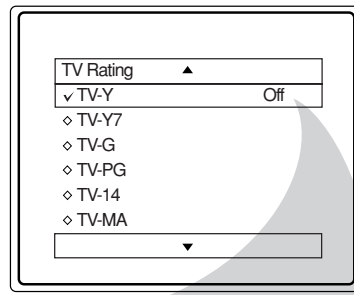 TV Rating ▲
✓ TV-Y Off
◇ TV-Y7
◇ TV-G
◇ TV-PG
◇ TV-14
◇ TV-MA
▼